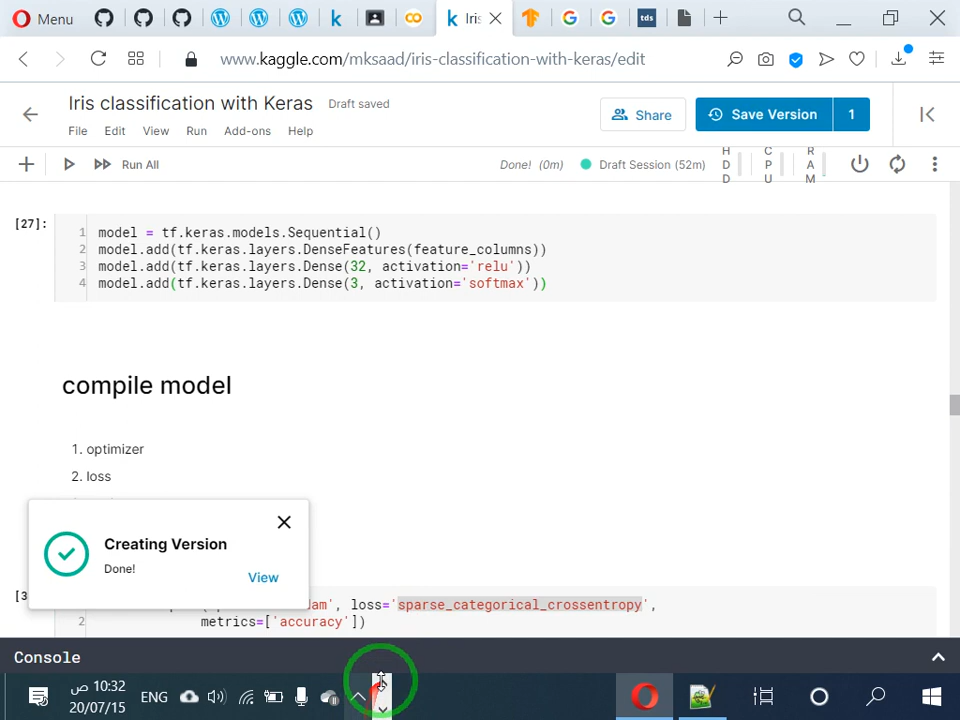 Menu
k
k
Iris
tds
www.kaggle.com/mksaad/iris-classification-with-keras/edit
Iris classification with Keras
Draft saved
File
Edit
View
Run
Add-ons
Help
Share
Save Version
1
Run All
Done! (0m)
Draft Session (52m)
HDD
CPU
RAM
[27]:
1 model = tf.keras.models.Sequential()
2 model.add(tf.keras.layers.DenseFeatures(feature_columns))
3 model.add(tf.keras.layers.Dense(32, activation='relu'))
4 model.add(tf.keras.layers.Dense(3, activation='softmax'))
compile model
1. optimizer
2. loss
Creating Version
Done!
View
[3
dam', loss='sparse_categorical_crossentropy',
2 metrics=['accuracy'])
Console
10:32 ص
20/07/15
ENG